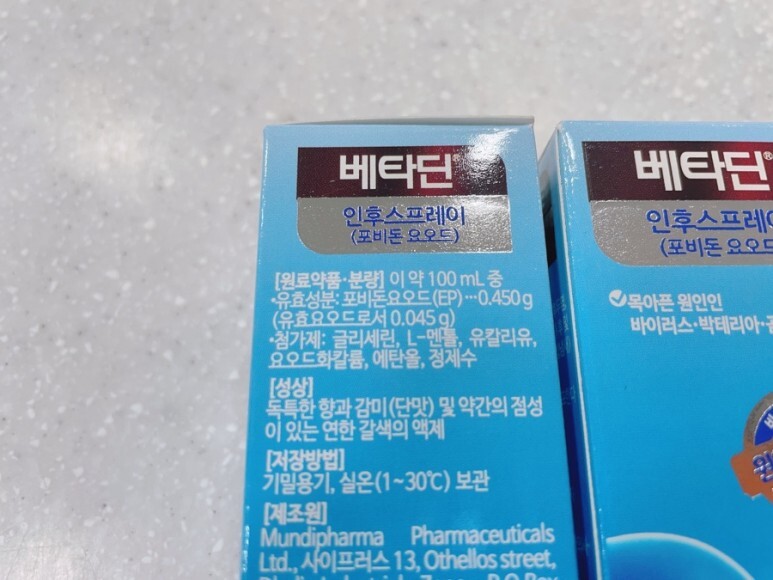 베타딘®
인후스프레이
(포비돈 요오드)
[원료약품·분량] 이 약 100 mL 중
•유효성분: 포비돈요오드(EP)…0.450 g
(유효요오드로서 0.045 g)
•첨가제: 글리세린, L-멘톨, 유칼리유,
요오드화칼륨, 에탄올, 정제수
[성상]
독특한 향과 감미(단맛) 및 약간의 점성
이 있는 연한 갈색의 액제
[저장방법]
기밀용기, 실온(1~30℃) 보관
[제조원]
Mundipharma Pharmaceuticals
Ltd., 사이프러스 13, Othellos street,
베타딘®
인후스프레이
(포비돈 요오드
목아픈 원인인
바이러스·박테리아·